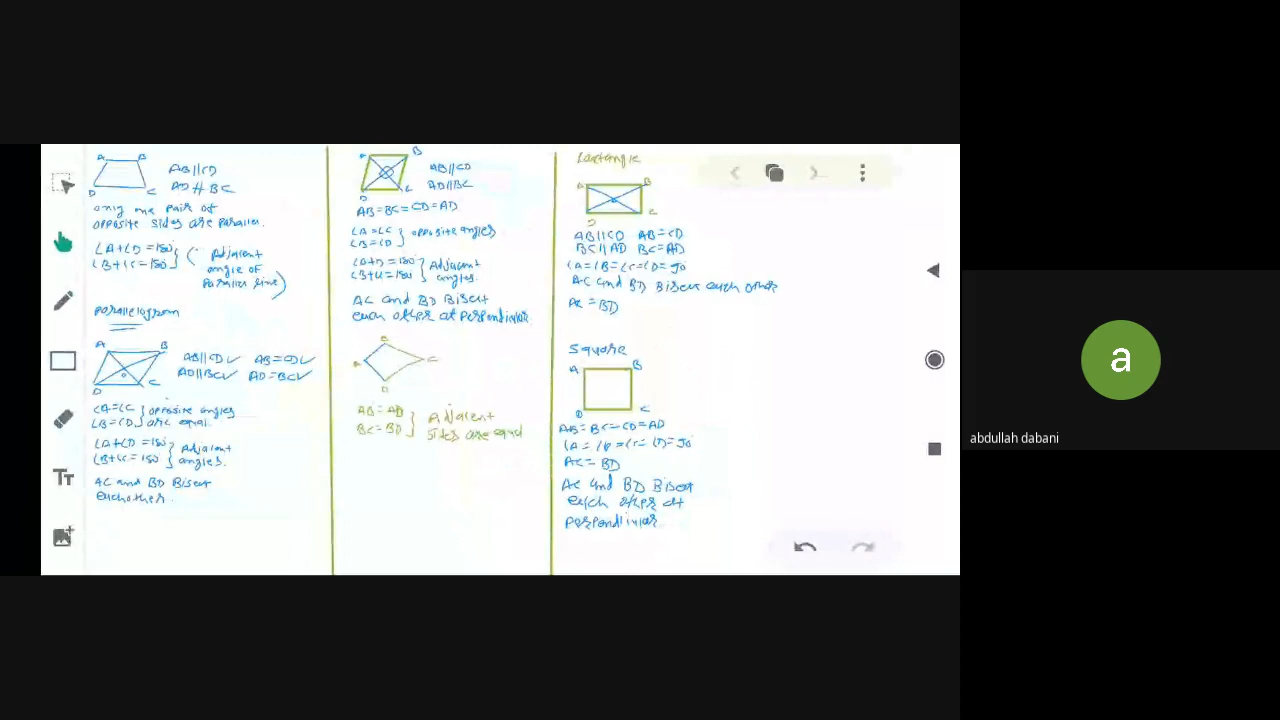 A B
D C
AB//CD
AD ∦ BC
only one pair of
opposite sides are parallel.
∠A+∠D = 180°
∠B+∠C = 180°
( Adjacent
angle of
Parallel line)
parallelogram
A B
D C
O
AB//CD✓ AB=CD✓
AD//BC✓ AD=BC✓
∠A=∠C
∠B=∠D
opposite angles
are equal
∠A+∠D = 180°
∠B+∠C = 180°
Adjacent
angles.
AC and BD Bisect
eachother.
A B
D C
AB//CD
AD//BC
AB=BC=CD=AD
∠A=∠C
∠B=∠D
opposite angles
∠A+D = 180°
Adjacent
angles.
AC and BD Bisect
each other at perpendicular
B
A C
D
AB=AD
BC=BD
Adjacent
sides are equal
A B
D C
AB//CD AB=CD
BC//AD BC=AD
∠A=∠B=∠C=∠D=90°
AC and BD Bisect each other
AC = BD
Square
A B
D C
AB=BC=CD=AD
∠A=∠B=∠C=∠D=90°
AC=BD
AC and BD Bisect
each other at
perpendicular
Tт
a
abdullah dabani